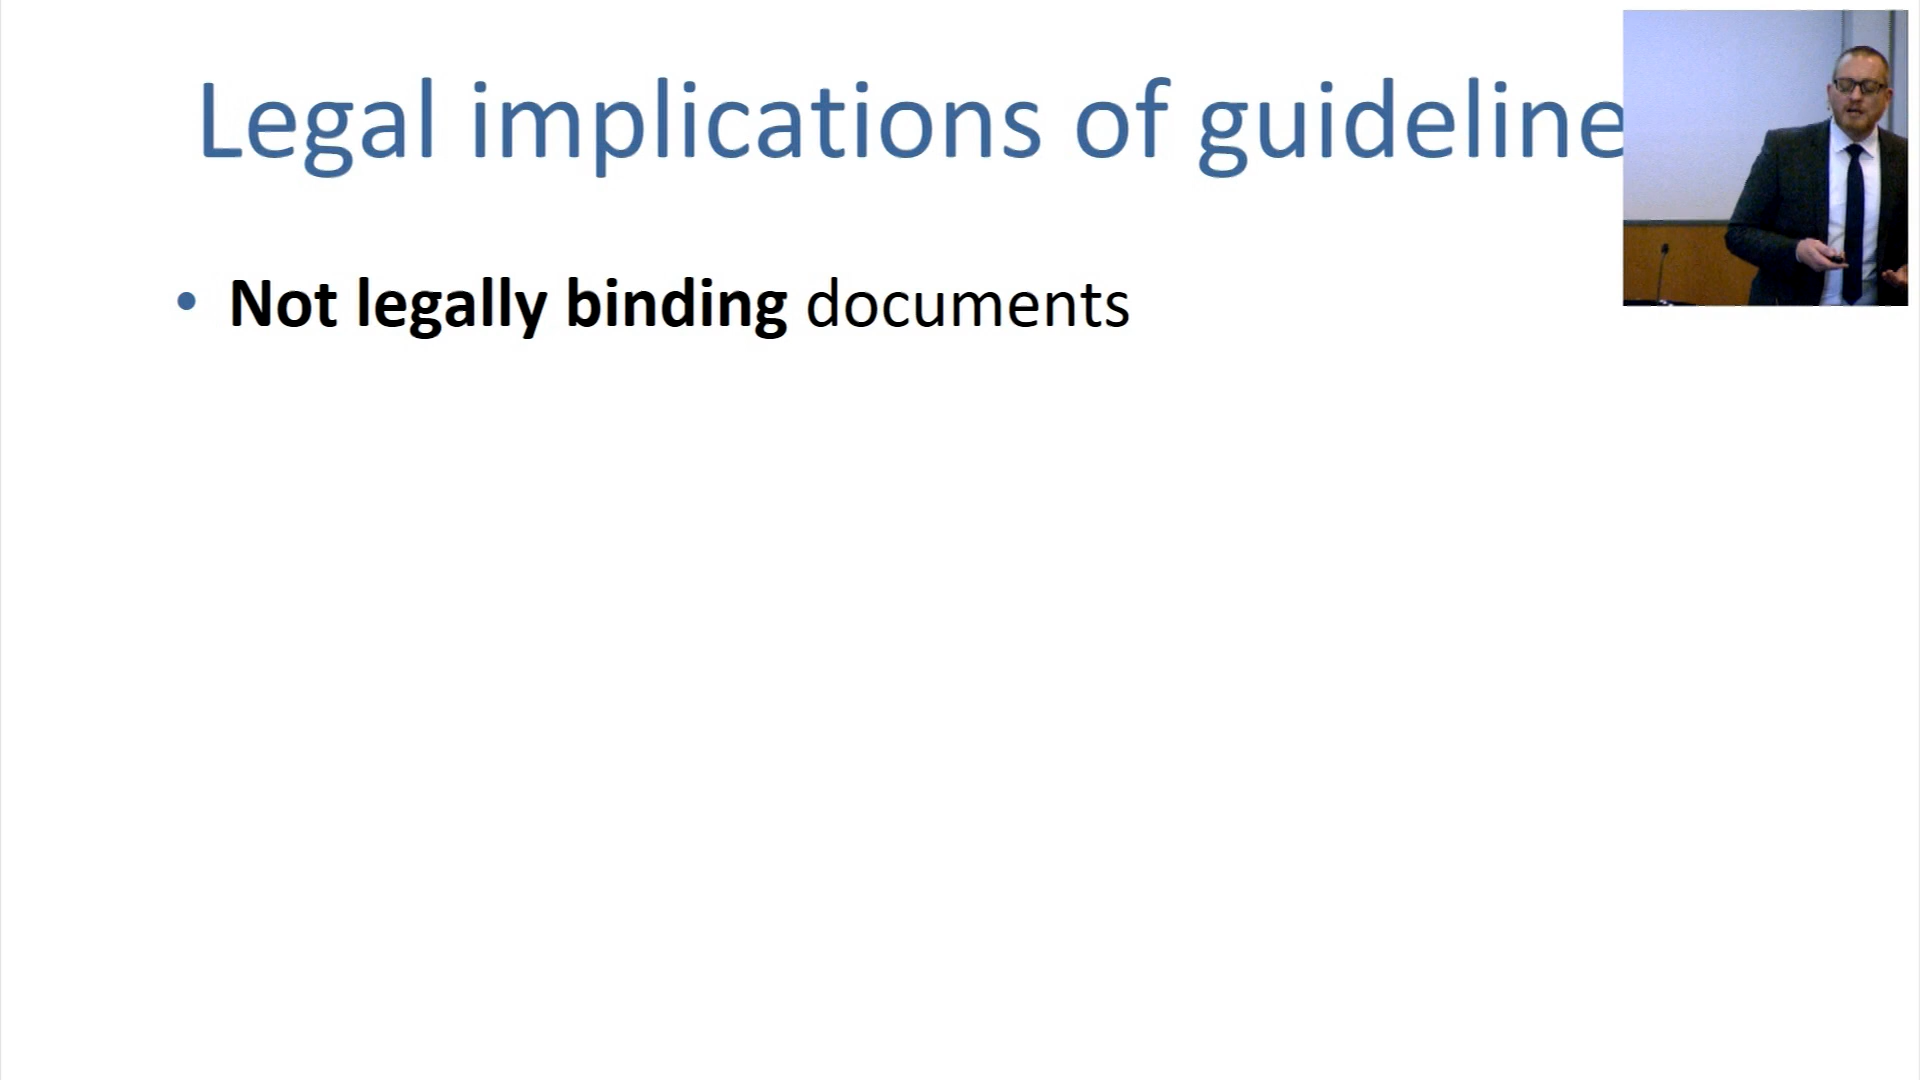 Legal implications of guideline
• Not legally binding documents